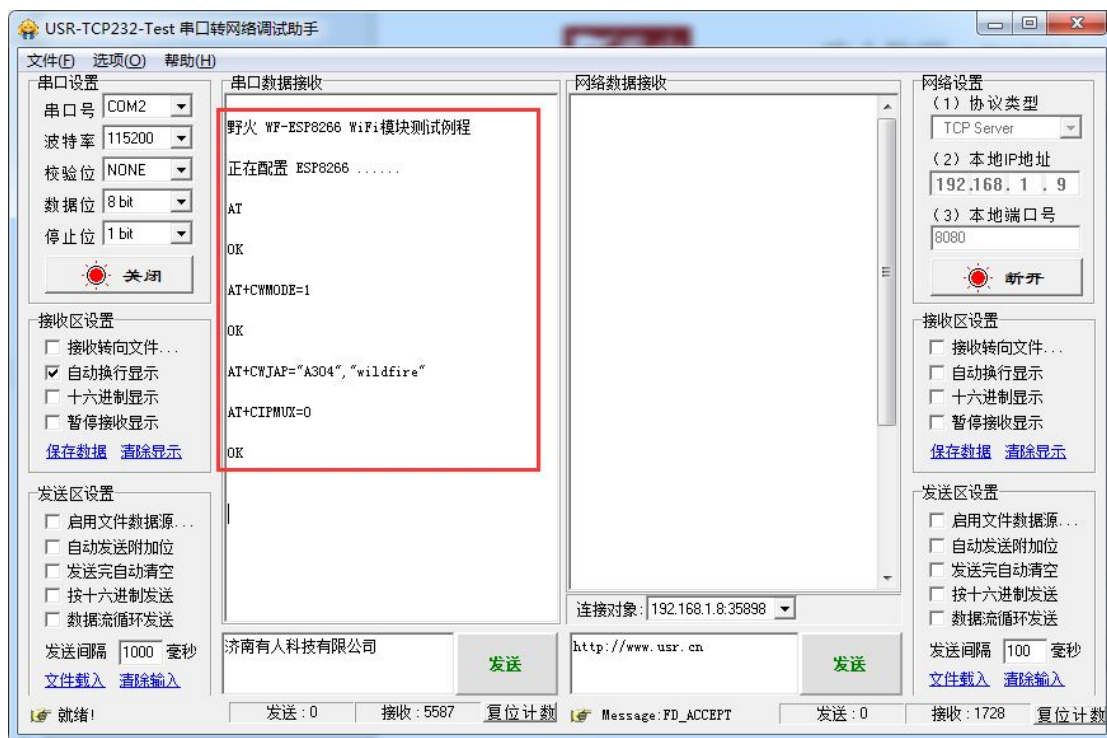 USR-TCP232-Test 串口转网络调试助手
文件(F) 选项(O) 帮助(H)
串口设置
串口号 COM2
波特率 115200
校验位 NONE
数据位 8 bit
停止位 1 bit
关闭
接收区设置
接收转向文件...
自动换行显示
十六进制显示
暂停接收显示
保存数据 清除显示
发送区设置
启用文件数据源...
自动发送附加位
发送完自动清空
按十六进制发送
数据流循环发送
发送间隔 1000 毫秒
文件载入 清除输入
串口数据接收
野火 WF-ESP8266 WiFi模块测试例程
正在配置 ESP8266 ......
AT
OK
AT+CWMODE=1
OK
AT+CWJAP="A304","wildfire"
AT+CIPMUX=0
OK
济南有人科技有限公司
发送
网络数据接收
连接对象: 192.168.1.8:35898
http://www.usr.cn
发送
网络设置
(1) 协议类型
TCP Server
(2) 本地IP地址
192.168. 1 . 9
(3) 本地端口号
8080
断开
接收区设置
接收转向文件...
自动换行显示
十六进制显示
暂停接收显示
保存数据 清除显示
发送区设置
启用文件数据源...
自动发送附加位
发送完自动清空
按十六进制发送
数据流循环发送
发送间隔 100 毫秒
文件载入 清除输入
就绪! 发送:0 接收:5587 复位计数 Message:FD_ACCEPT 发送:0 接收:1728 复位计数